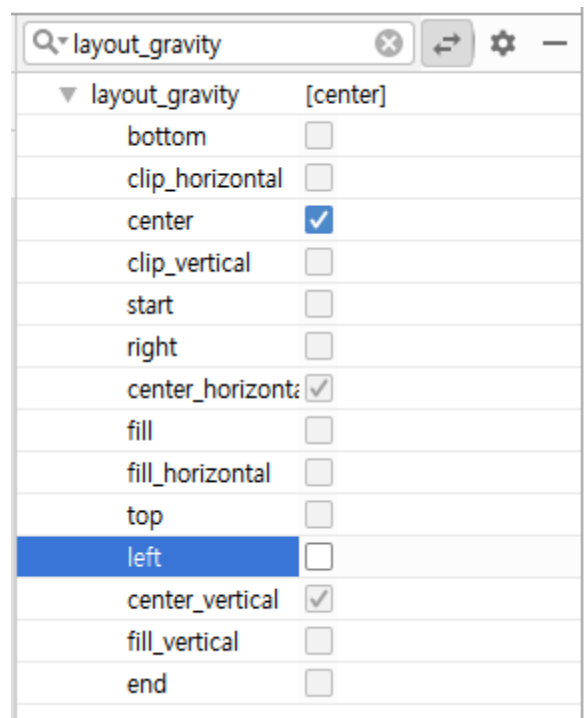 layout_gravity
layout_gravity [center]
bottom
clip_horizontal
center
clip_vertical
start
right
center_horizonta
fill
fill_horizontal
top
left
center_vertical
fill_vertical
end